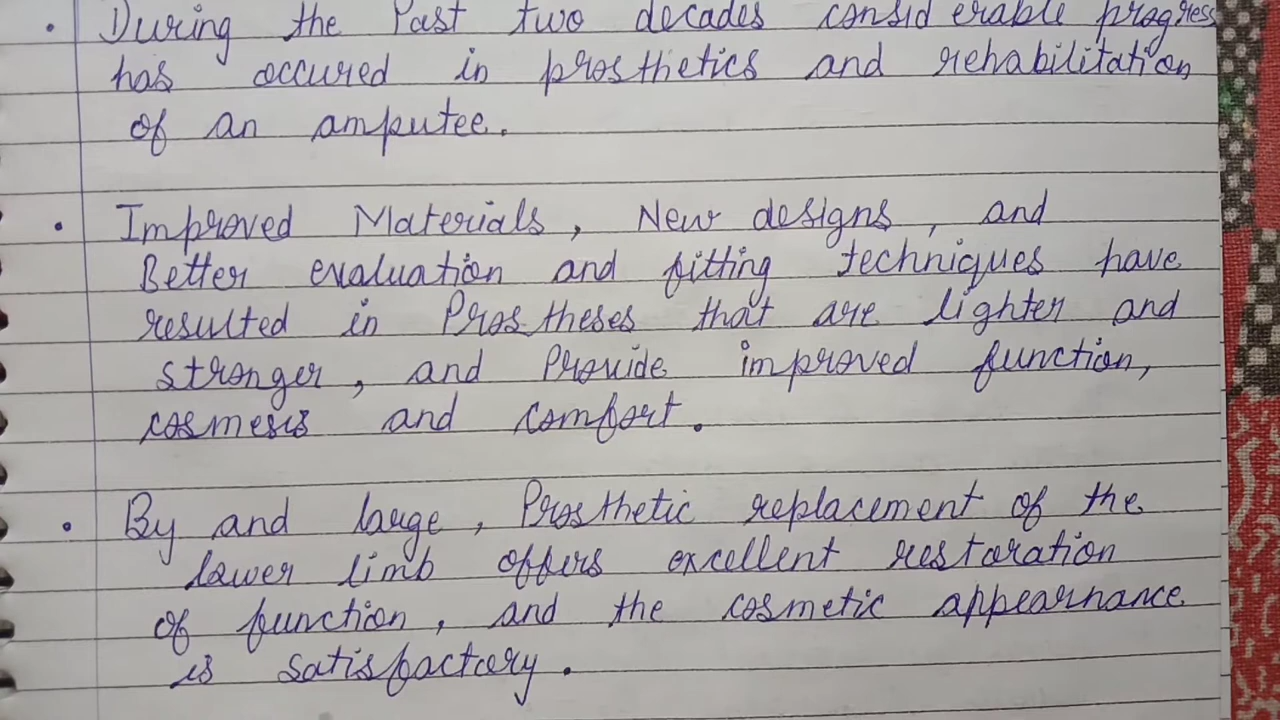 • During the Past two decades considerable progress
has occured in prosthetics and rehabilitation
of an amputee.
• Improved Materials, New designs, and
Better evaluation and fitting techniques have
resulted in Prostheses that are lighter and
stronger, and Provide improved function,
cosmesis and comfort.
• By and large, Prosthetic replacement of the
lower limb offers excellent restoration
of function, and the cosmetic appearnance
is satisfactory.